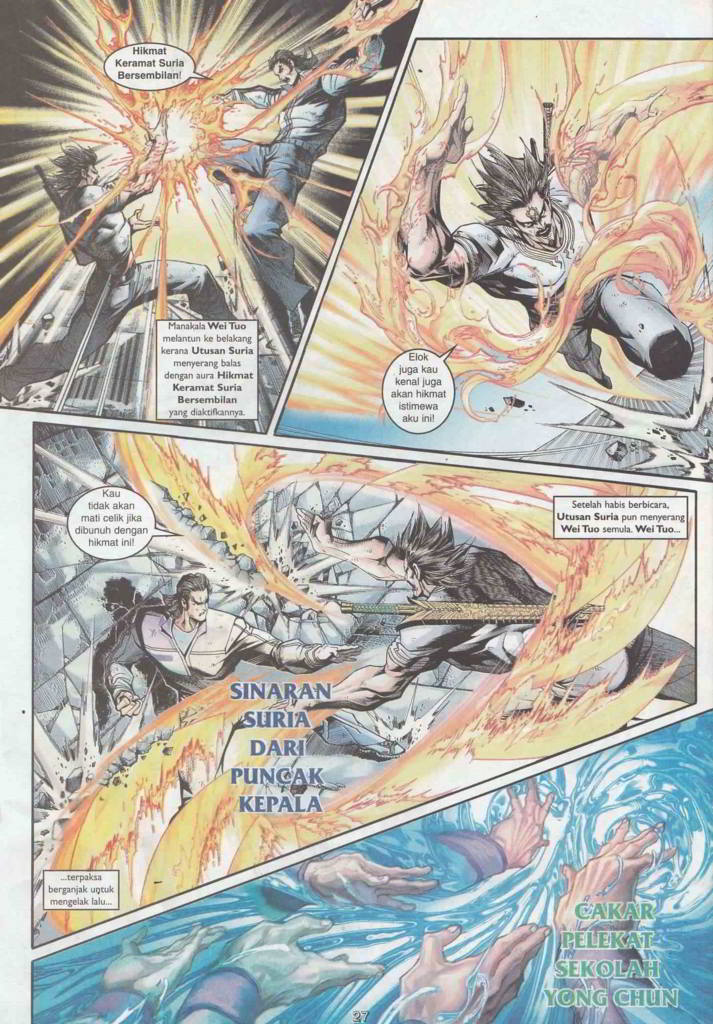 Hikmat
Keramat Suria
Bersembilan!
Manakala Wei Tuo
melantun ke belakang
kerana Utusan Suria
menyerang balas
dengan aura Hikmat
Keramat Suria
Bersembilan
yang diaktifkannya.
Elok
juga kau
kenal juga
akan hikmat
istimewa
aku ini!
Kau
tidak akan
mati celik jika
dibunuh dengan
hikmat ini!
Setelah habis berbicara,
Utusan Suria pun menyerang
Wei Tuo semula. Wei Tuo...
SINARAN
SURIA
DARI
PUNCAK
KEPALA
...terpaksa
berganjak untuk
mengelak lalu...
CAKAR
PELEKAT
SEKOLAH
YONG CHUN
27